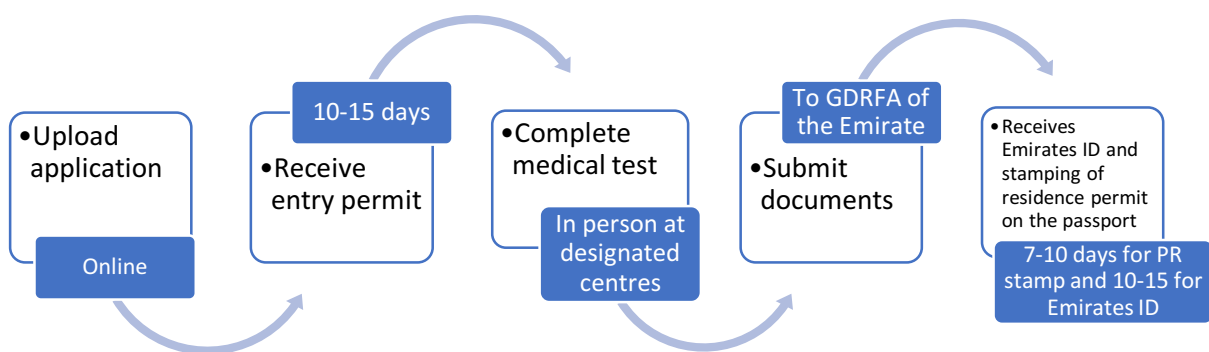 •Upload
application
Online
10-15 days
•Receive
entry permit
•Complete
medical test
In person at
designated
centres
To GDRFA of
the Emirate
•Submit
documents
•Receives
Emirates ID and
stamping of
residence permit
on the passport
7-10 days for PR
stamp and 10-15 for
Emirates ID